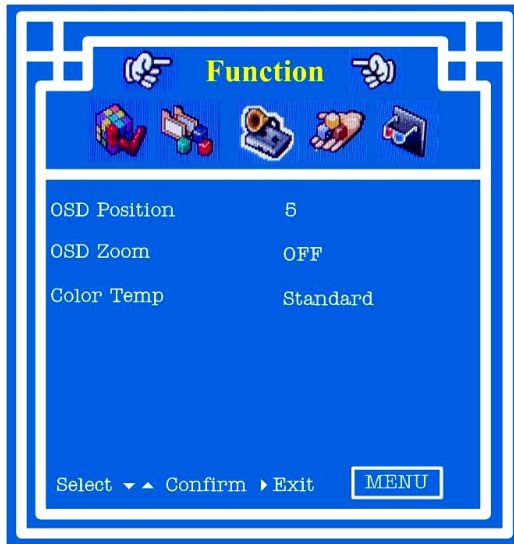 Function
OSD Position 5
OSD Zoom OFF
Color Temp Standard
Select ▾ ▴ Confirm ▸ Exit MENU